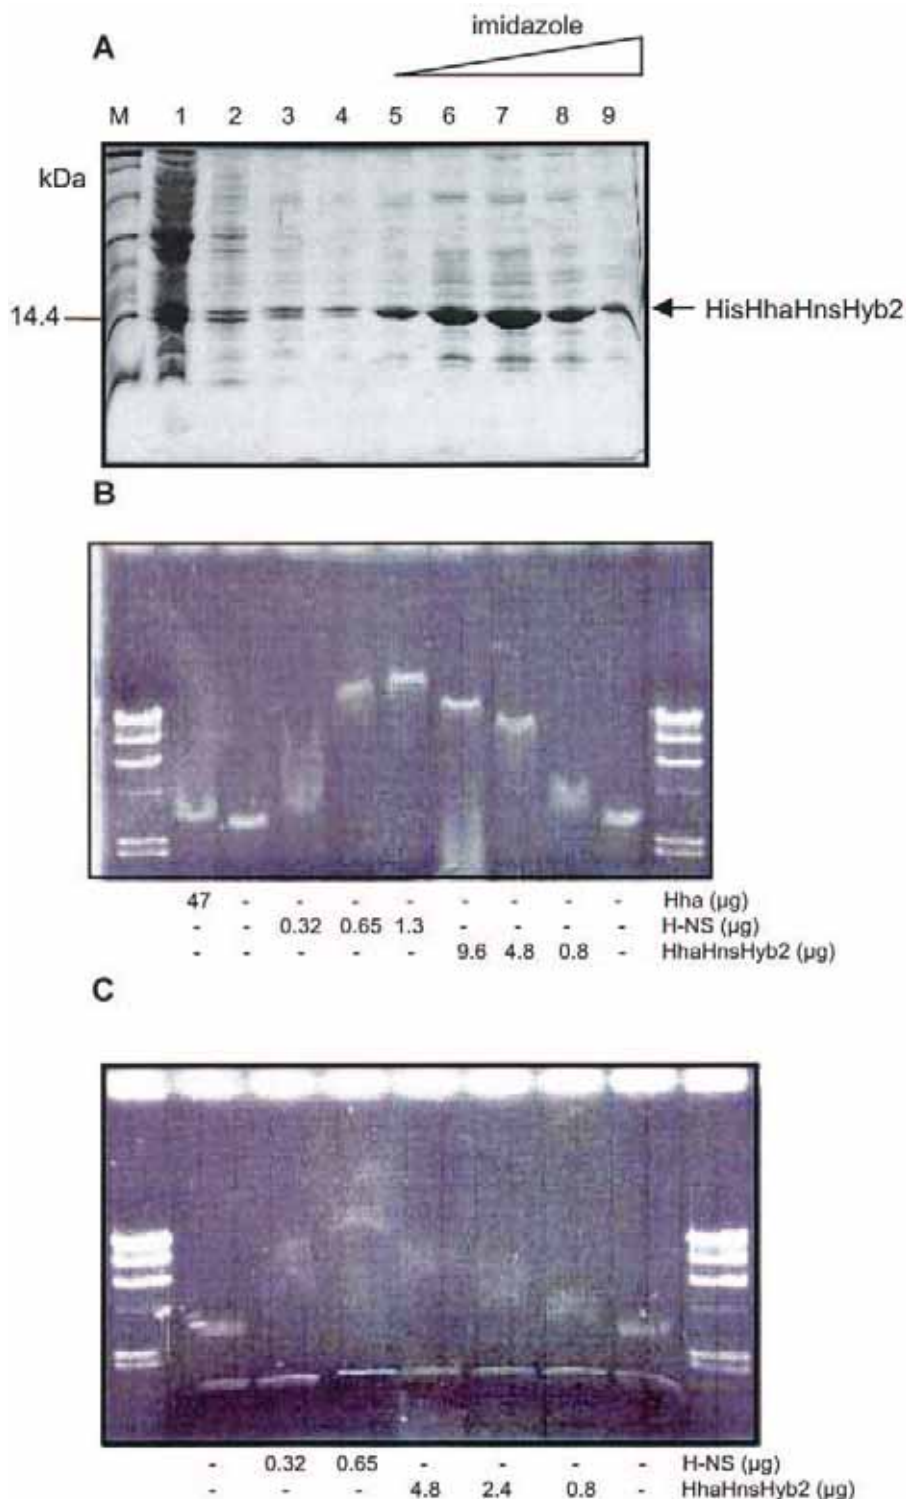 A
imidazole
M 1 2 3 4 5 6 7 8 9
kDa
14.4
HisHhaHnsHyb2
B
47 - - - - - - - - Hha (µg)
- - 0.32 0.65 1.3 - - - - H-NS (µg)
- - - - - 9.6 4.8 0.8 - HhaHnsHyb2 (µg)
C
- 0.32 0.65 - - - - H-NS (µg)
- - - 4.8 2.4 0.8 - HhaHnsHyb2 (µg)